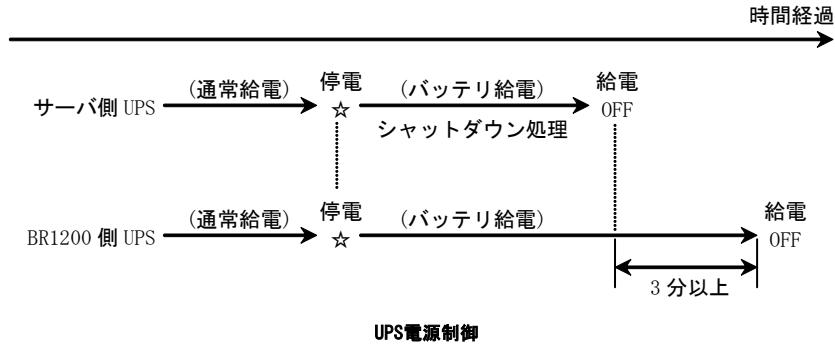 時間経過
(通常給電) 停電 (バッテリ給電) 給電
サーバ側 UPS ☆ OFF
シャットダウン処理
(通常給電) 停電 (バッテリ給電) 給電
BR1200 側 UPS ☆ OFF
3 分以上
UPS電源制御